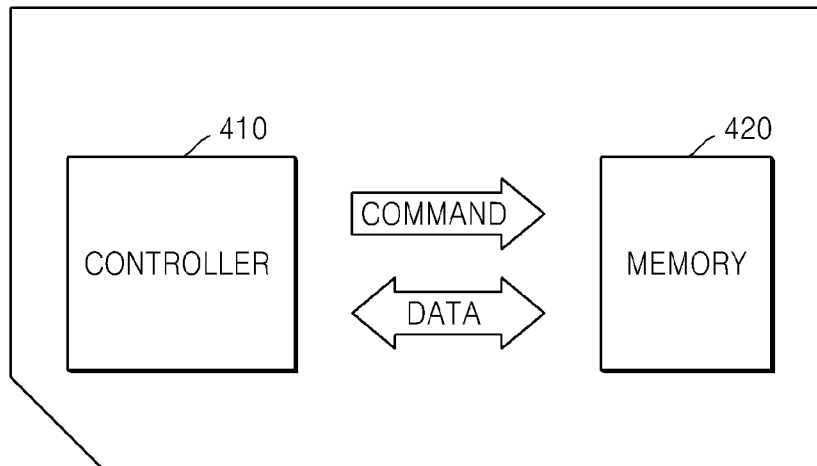 410
420
CONTROLLER
COMMAND
DATA
MEMORY